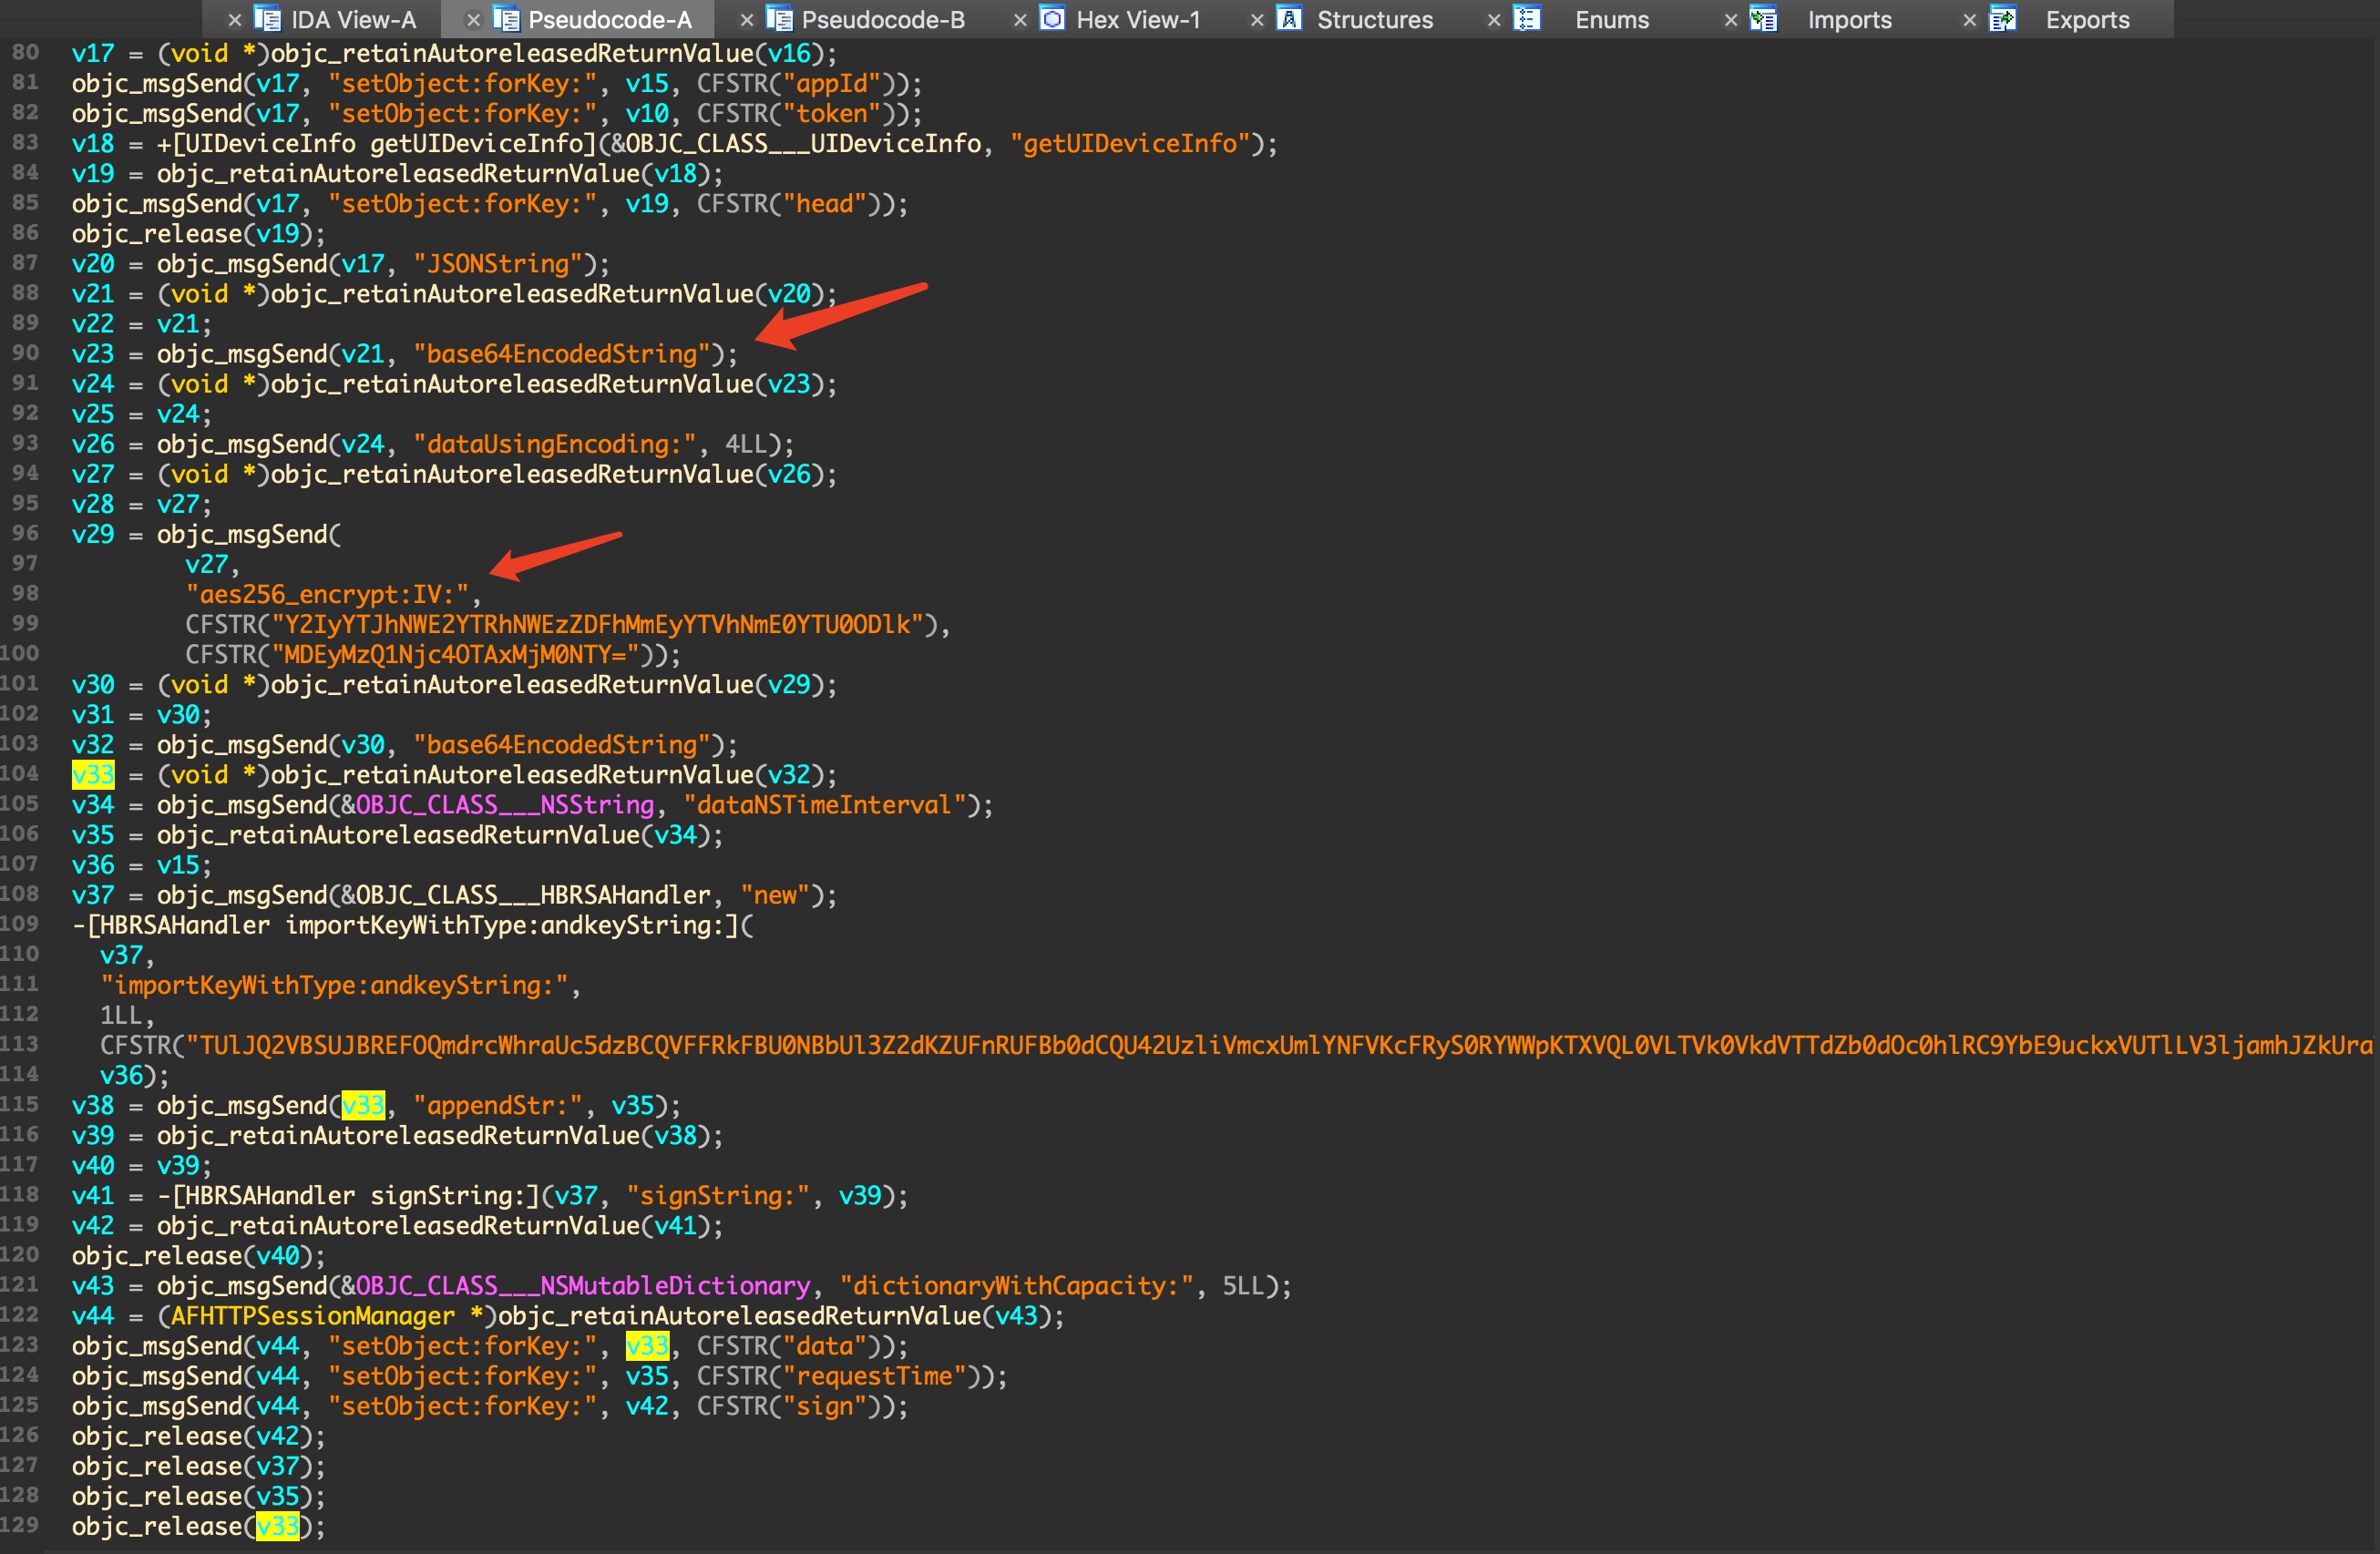 IDA View-A Pseudocode-A Pseudocode-B Hex View-1 Structures Enums Imports Exports
80 v17 = (void *)objc_retainAutoreleasedReturnValue(v16);
81 objc_msgSend(v17, "setObject:forKey:", v15, CFSTR("appId"));
82 objc_msgSend(v17, "setObject:forKey:", v10, CFSTR("token"));
83 v18 = +[UIDeviceInfo getUIDeviceInfo](&OBJC_CLASS___UIDeviceInfo, "getUIDeviceInfo");
84 v19 = objc_retainAutoreleasedReturnValue(v18);
85 objc_msgSend(v17, "setObject:forKey:", v19, CFSTR("head"));
86 objc_release(v19);
87 v20 = objc_msgSend(v17, "JSONString");
88 v21 = (void *)objc_retainAutoreleasedReturnValue(v20);
89 v22 = v21;
90 v23 = objc_msgSend(v21, "base64EncodedString");
91 v24 = (void *)objc_retainAutoreleasedReturnValue(v23);
92 v25 = v24;
93 v26 = objc_msgSend(v24, "dataUsingEncoding:", 4LL);
94 v27 = (void *)objc_retainAutoreleasedReturnValue(v26);
95 v28 = v27;
96 v29 = objc_msgSend(
97 v27,
98 "aes256_encrypt:IV:",
99 CFSTR("Y2IyYTJhNWE2YTRhNWEzZDFhMmEyYTVhNmE0YTU0ODlk"),
100 CFSTR("MDEyMzQ1Njc4OTAxMjM0NTY="));
101 v30 = (void *)objc_retainAutoreleasedReturnValue(v29);
102 v31 = v30;
103 v32 = objc_msgSend(v30, "base64EncodedString");
104 v33 = (void *)objc_retainAutoreleasedReturnValue(v32);
105 v34 = objc_msgSend(&OBJC_CLASS___NSString, "dataNSTimeInterval");
106 v35 = objc_retainAutoreleasedReturnValue(v34);
107 v36 = v15;
108 v37 = objc_msgSend(&OBJC_CLASS___HBRSAHandler, "new");
109 -[HBRSAHandler importKeyWithType:andkeyString:](
110 v37,
111 "importKeyWithType:andkeyString:",
112 1LL,
113 CFSTR("
114 v36);
115 v38 = objc_msgSend(v33, "appendStr:", v35);
116 v39 = objc_retainAutoreleasedReturnValue(v38);
117 v40 = v39;
118 v41 = -[HBRSAHandler signString:](v37, "signString:", v39);
119 v42 = objc_retainAutoreleasedReturnValue(v41);
120 objc_release(v40);
121 v43 = objc_msgSend(&OBJC_CLASS___NSMutableDictionary, "dictionaryWithCapacity:", 5LL);
122 v44 = (AFHTTPSessionManager *)objc_retainAutoreleasedReturnValue(v43);
123 objc_msgSend(v44, "setObject:forKey:", v33, CFSTR("data"));
124 objc_msgSend(v44, "setObject:forKey:", v35, CFSTR("requestTime"));
125 objc_msgSend(v44, "setObject:forKey:", v42, CFSTR("sign"));
126 objc_release(v42);
127 objc_release(v37);
128 objc_release(v35);
129 objc_release(v33);